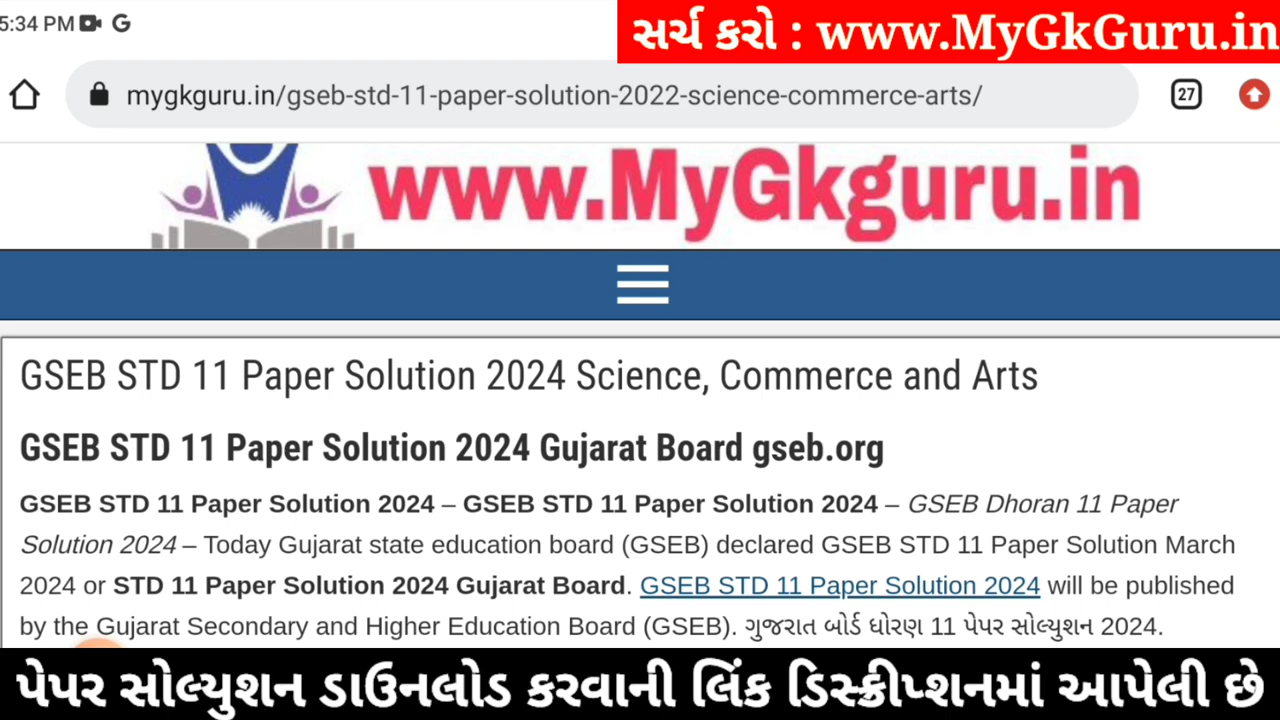 5:34 PM
સર્ચ કરો : www.MyGkGuru.in
mygkguru.in/gseb-std-11-paper-solution-2022-science-commerce-arts/
27
www.MyGkguru.in
GSEB STD 11 Paper Solution 2024 Science, Commerce and Arts
GSEB STD 11 Paper Solution 2024 Gujarat Board gseb.org
GSEB STD 11 Paper Solution 2024 – GSEB STD 11 Paper Solution 2024 – GSEB Dhoran 11 Paper
Solution 2024 – Today Gujarat state education board (GSEB) declared GSEB STD 11 Paper Solution March
2024 or STD 11 Paper Solution 2024 Gujarat Board. GSEB STD 11 Paper Solution 2024 will be published
by the Gujarat Secondary and Higher Education Board (GSEB). ગુજરાત બોર્ડ ધોરણ 11 પેપર સોલ્યુશન 2024.
પેપર સોલ્યુશન ડાઉનલોડ કરવાની લિંક ડિસ્ક્રીપ્શનમાં આપેલી છે